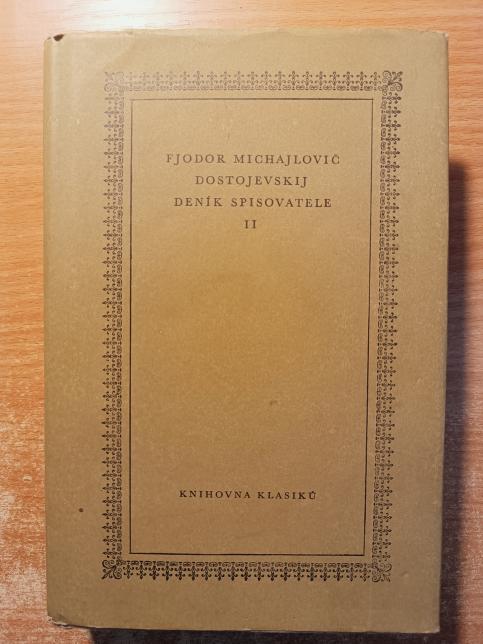 FJODOR MICHAJLOVIČ
DOSTOJEVSKIJ
DENÍK SPISOVATELE
II
KNIHOVNA KLASIKŮ